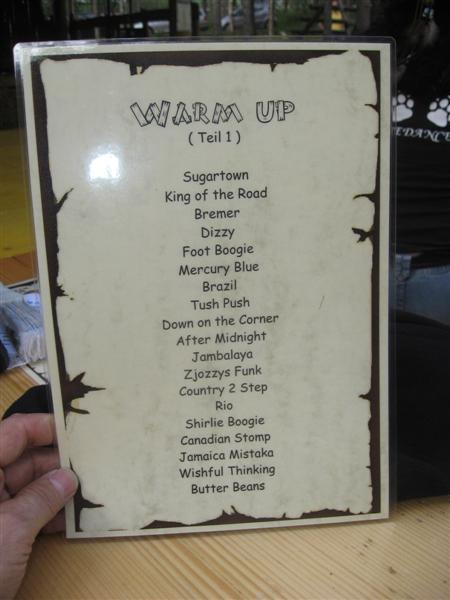 WARM UP
( Teil 1 )
Sugartown
King of the Road
Bremer
Dizzy
Foot Boogie
Mercury Blue
Brazil
Tush Push
Down on the Corner
After Midnight
Jambalaya
Zjozzys Funk
Country 2 Step
Rio
Shirlie Boogie
Canadian Stomp
Jamaica Mistaka
Wishful Thinking
Butter Beans